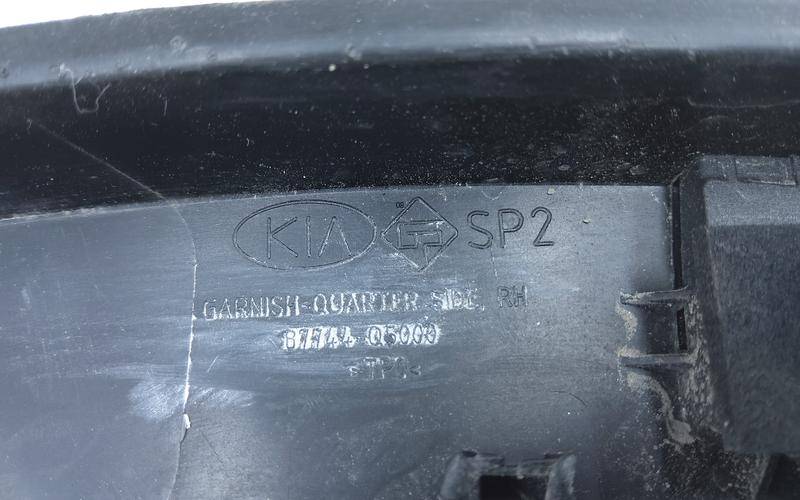 KIA SP2
GARNISH-QUARTER SIDE, RH
87744 Q5000
>TPO<